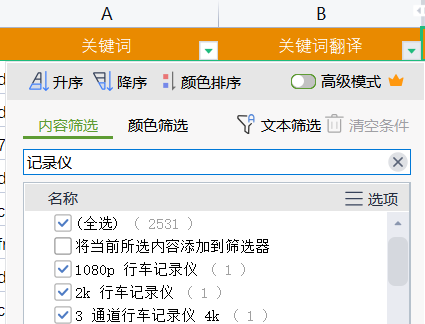 A B
关键词 关键词翻译
升序 降序 颜色排序 高级模式
内容筛选 颜色筛选 文本筛选 清空条件
记录仪
名称 选项
(全选) ( 2531 )
将当前所选内容添加到筛选器
1080p 行车记录仪 ( 1 )
2k 行车记录仪 ( 1 )
3 通道行车记录仪 4k ( 1 )